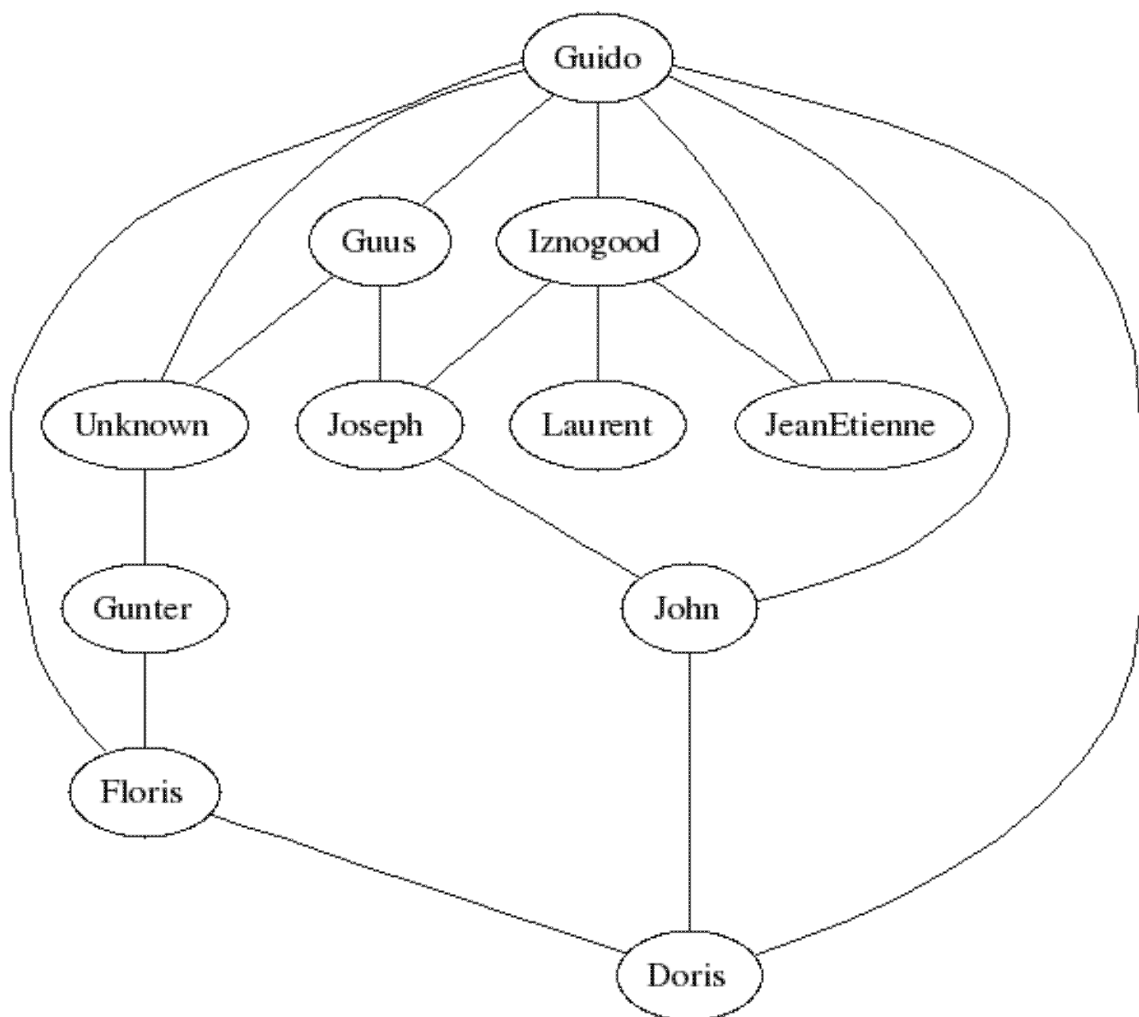 Guido
Guus
Iznogood
Unknown
Joseph
Laurent
JeanEtienne
Gunter
John
Floris
Doris